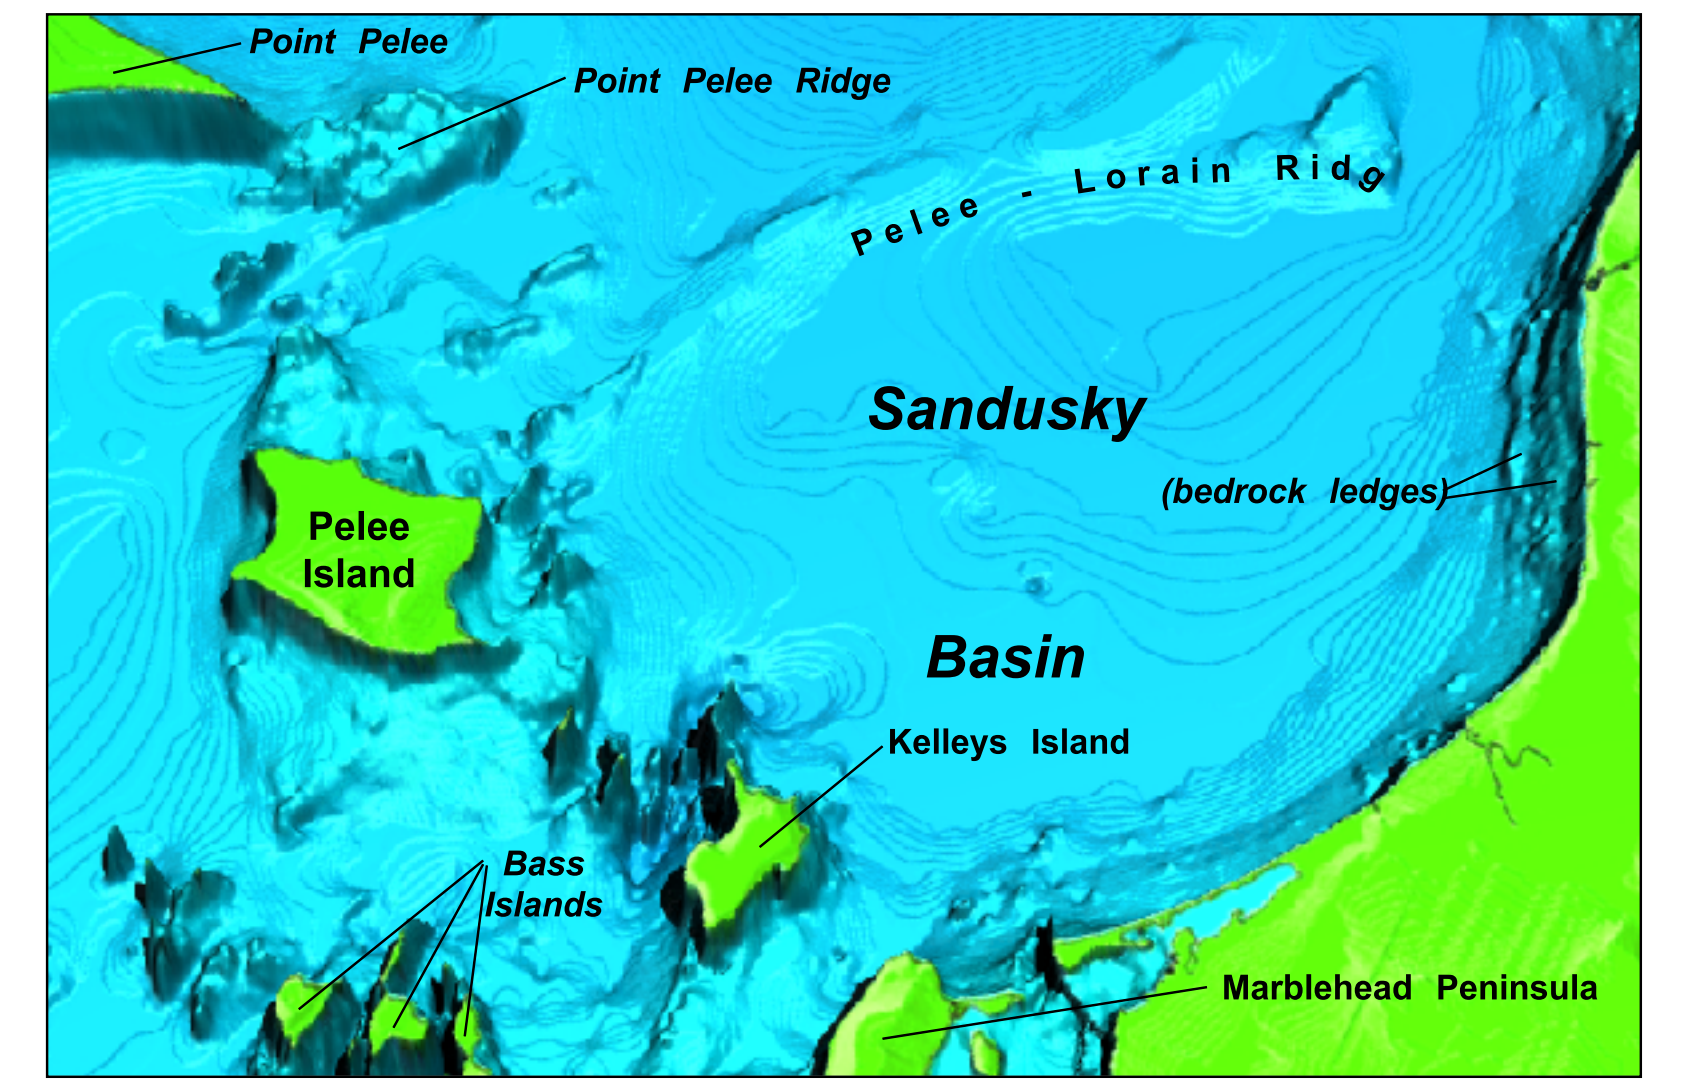 Point Pelee
Point Pelee Ridge
Pelee - Lorain Ridg
Sandusky
(bedrock ledges)
Pelee
Island
Basin
Kelleys Island
Bass
Islands
Marblehead Peninsula